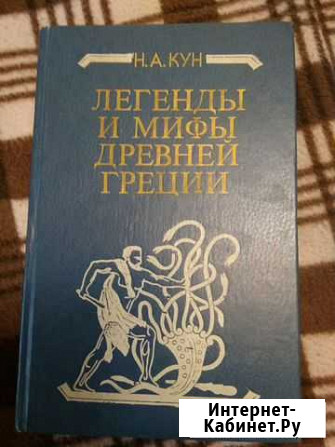 Н.А.КУН
ЛЕГЕНДЫ
И МИФЫ
ДРЕВНЕЙ
ГРЕЦИИ
Интернет-
Кабинет.Ру